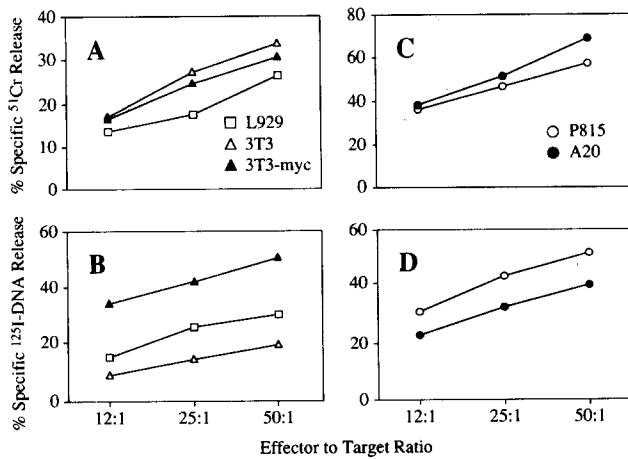 40
30
20
10
0
A
L929
3T3
3T3-myc
% Specific ⁵¹Cr Release
80
60
40
20
0
C
P815
A20
60
40
20
0
B
% Specific ¹²⁵I-DNA Release
12:1
25:1
50:1
60
40
20
0
D
12:1
25:1
50:1
Effector to Target Ratio